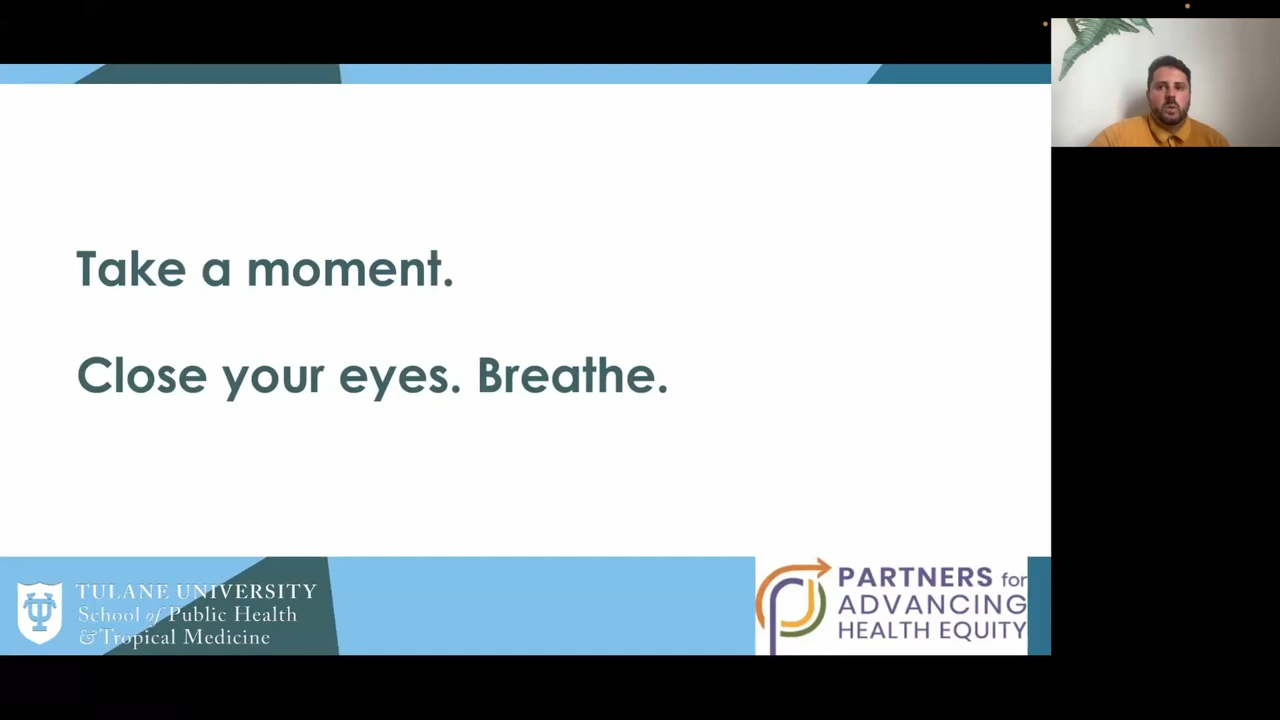 Take a moment.
Close your eyes. Breathe.
TULANE UNIVERSITY
School of Public Health
& Tropical Medicine
PARTNERS for
ADVANCING
HEALTH EQUITY